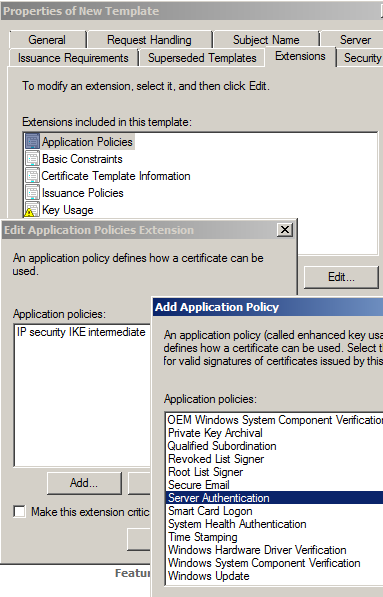 Properties of New Template
General
Request Handling
Subject Name
Server
Issuance Requirements
Superseded Templates
Extensions
Security
To modify an extension, select it, and then click Edit.
Extensions included in this template:
Application Policies
Basic Constraints
Certificate Template Information
Issuance Policies
Key Usage
Edit...
Edit Application Policies Extension
An application policy defines how a certificate can be
used.
Application policies:
IP security IKE intermediate
Add...
Make this extension critic
Add Application Policy
An application policy (called enhanced key usa
defines how a certificate can be used. Select t
for valid signatures of certificates issued by this
Application policies:
OEM Windows System Component Verification
Private Key Archival
Qualified Subordination
Revoked List Signer
Root List Signer
Secure Email
Server Authentication
Smart Card Logon
System Health Authentication
Time Stamping
Windows Hardware Driver Verification
Windows System Component Verification
Windows Update
Featur